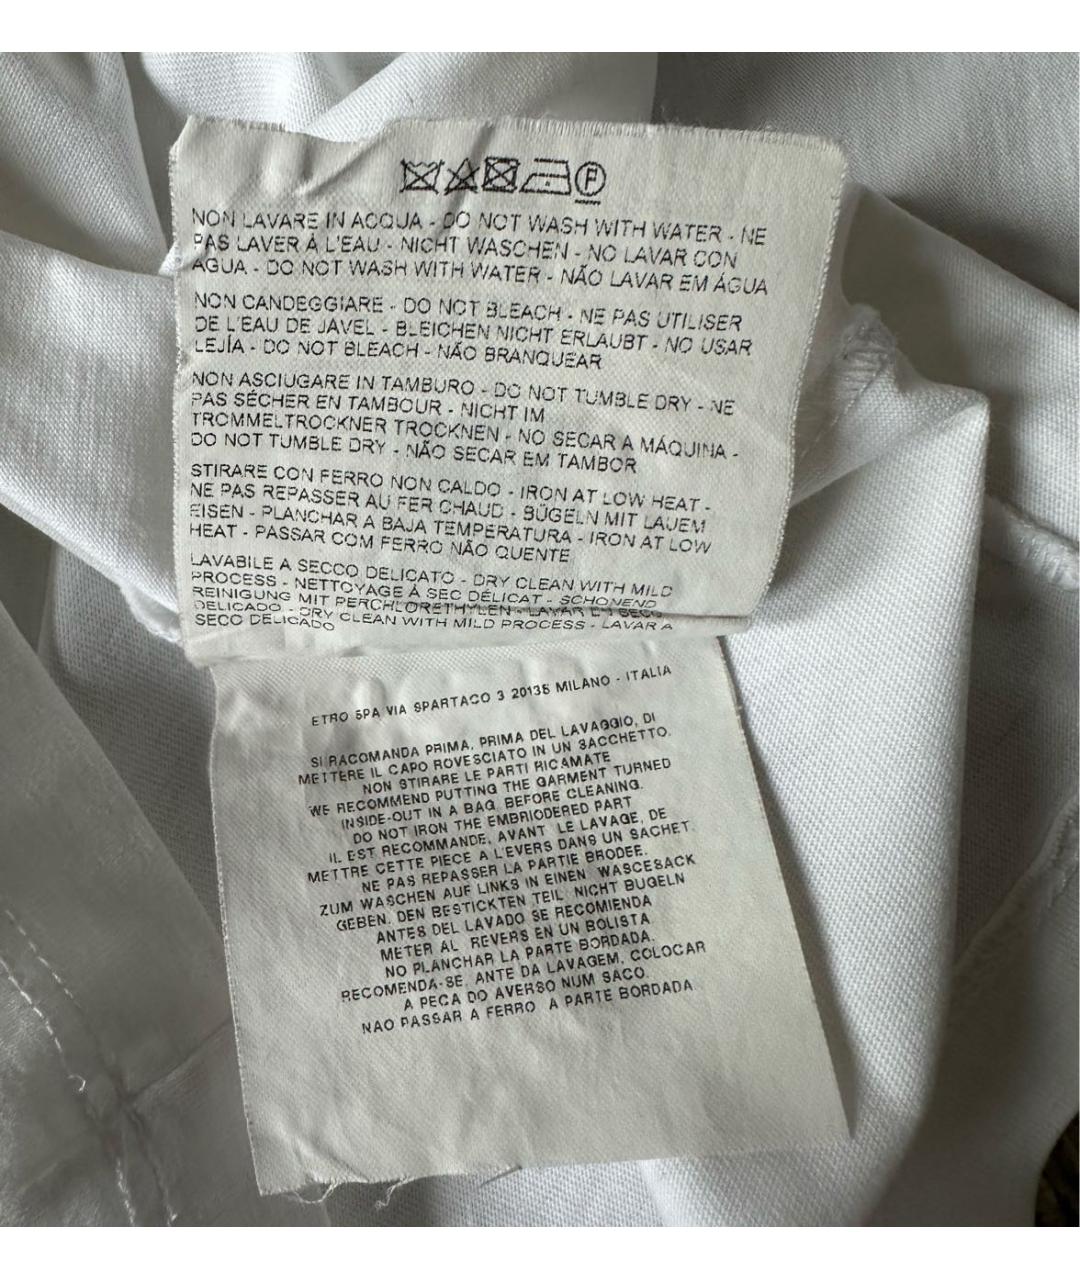 P
NON LAVARE IN ACQUA - DO NOT WASH WITH WATER - NE
PAS LAVER À L'EAU - NICHT WASCHEN - NO LAVAR CON
AGUA - DO NOT WASH WITH WATER - NÃO LAVAR EM ÁGUA
NON CANDEGGIARE - DO NOT BLEACH - NE PAS UTILISER
DE L'EAU DE JAVEL - BLEICHEN NICHT ERLAUBT - NO USAR
LEJÍA - DO NOT BLEACH - NÃO BRANQUEAR
NON ASCIUGARE IN TAMBURO - DO NOT TUMBLE DRY - NE
PAS SÉCHER EN TAMBOUR - NICHT IM
TROMMELTROCKNER TROCKNEN - NO SECAR A MÁQUINA -
DO NOT TUMBLE DRY - NÃO SECAR EM TAMBOR
STIRARE CON FERRO NON CALDO - IRON AT LOW HEAT -
NE PAS REPASSER AU FER CHAUD - BÜGELN MIT LAUEM
EISEN - PLANCHAR A BAJA TEMPERATURA - IRON AT LOW
HEAT - PASSAR COM FERRO NÃO QUENTE
LAVABILE A SECCO DELICATO - DRY CLEAN WITH MILD
PROCESS - NETTOYAGE À SEC DÉLICAT - SCHONEND
REINIGUNG MIT PERCHLORETHYLEN - LAVAR EN SECO
DELICADO - DRY CLEAN WITH MILD PROCESS - LAVAR A
SECO DELICADO
ETRO SPA VIA SPARTACO 3 20135 MILANO - ITALIA
SI RACOMANDA PRIMA, PRIMA DEL LAVAGGIO, DI
METTERE IL CAPO ROVESCIATO IN UN SACCHETTO.
NON STIRARE LE PARTI RICAMATE
WE RECOMMEND PUTTING THE GARMENT TURNED
INSIDE-OUT IN A BAG BEFORE CLEANING.
DO NOT IRON THE EMBRIODERED PART
IL EST RECOMMANDE, AVANT LE LAVAGE, DE
METTRE CETTE PIECE A L'EVERS DANS UN SACHET.
NE PAS REPASSER LA PARTIE BRODEE.
ZUM WASCHEN AUF LINKS IN EINEN WASCESACK
GEBEN. DEN BESTICKTEN TEIL NICHT BUGELN
ANTES DEL LAVADO SE RECOMIENDA
METER AL REVERS EN UN BOLISTA
NO PLANCHAR LA PARTE BORDADA.
RECOMENDA-SE, ANTE DA LAVAGEM, COLOCAR
A PECA DO AVERSO NUM SACO.
NAO PASSAR A FERRO A PARTE BORDADA